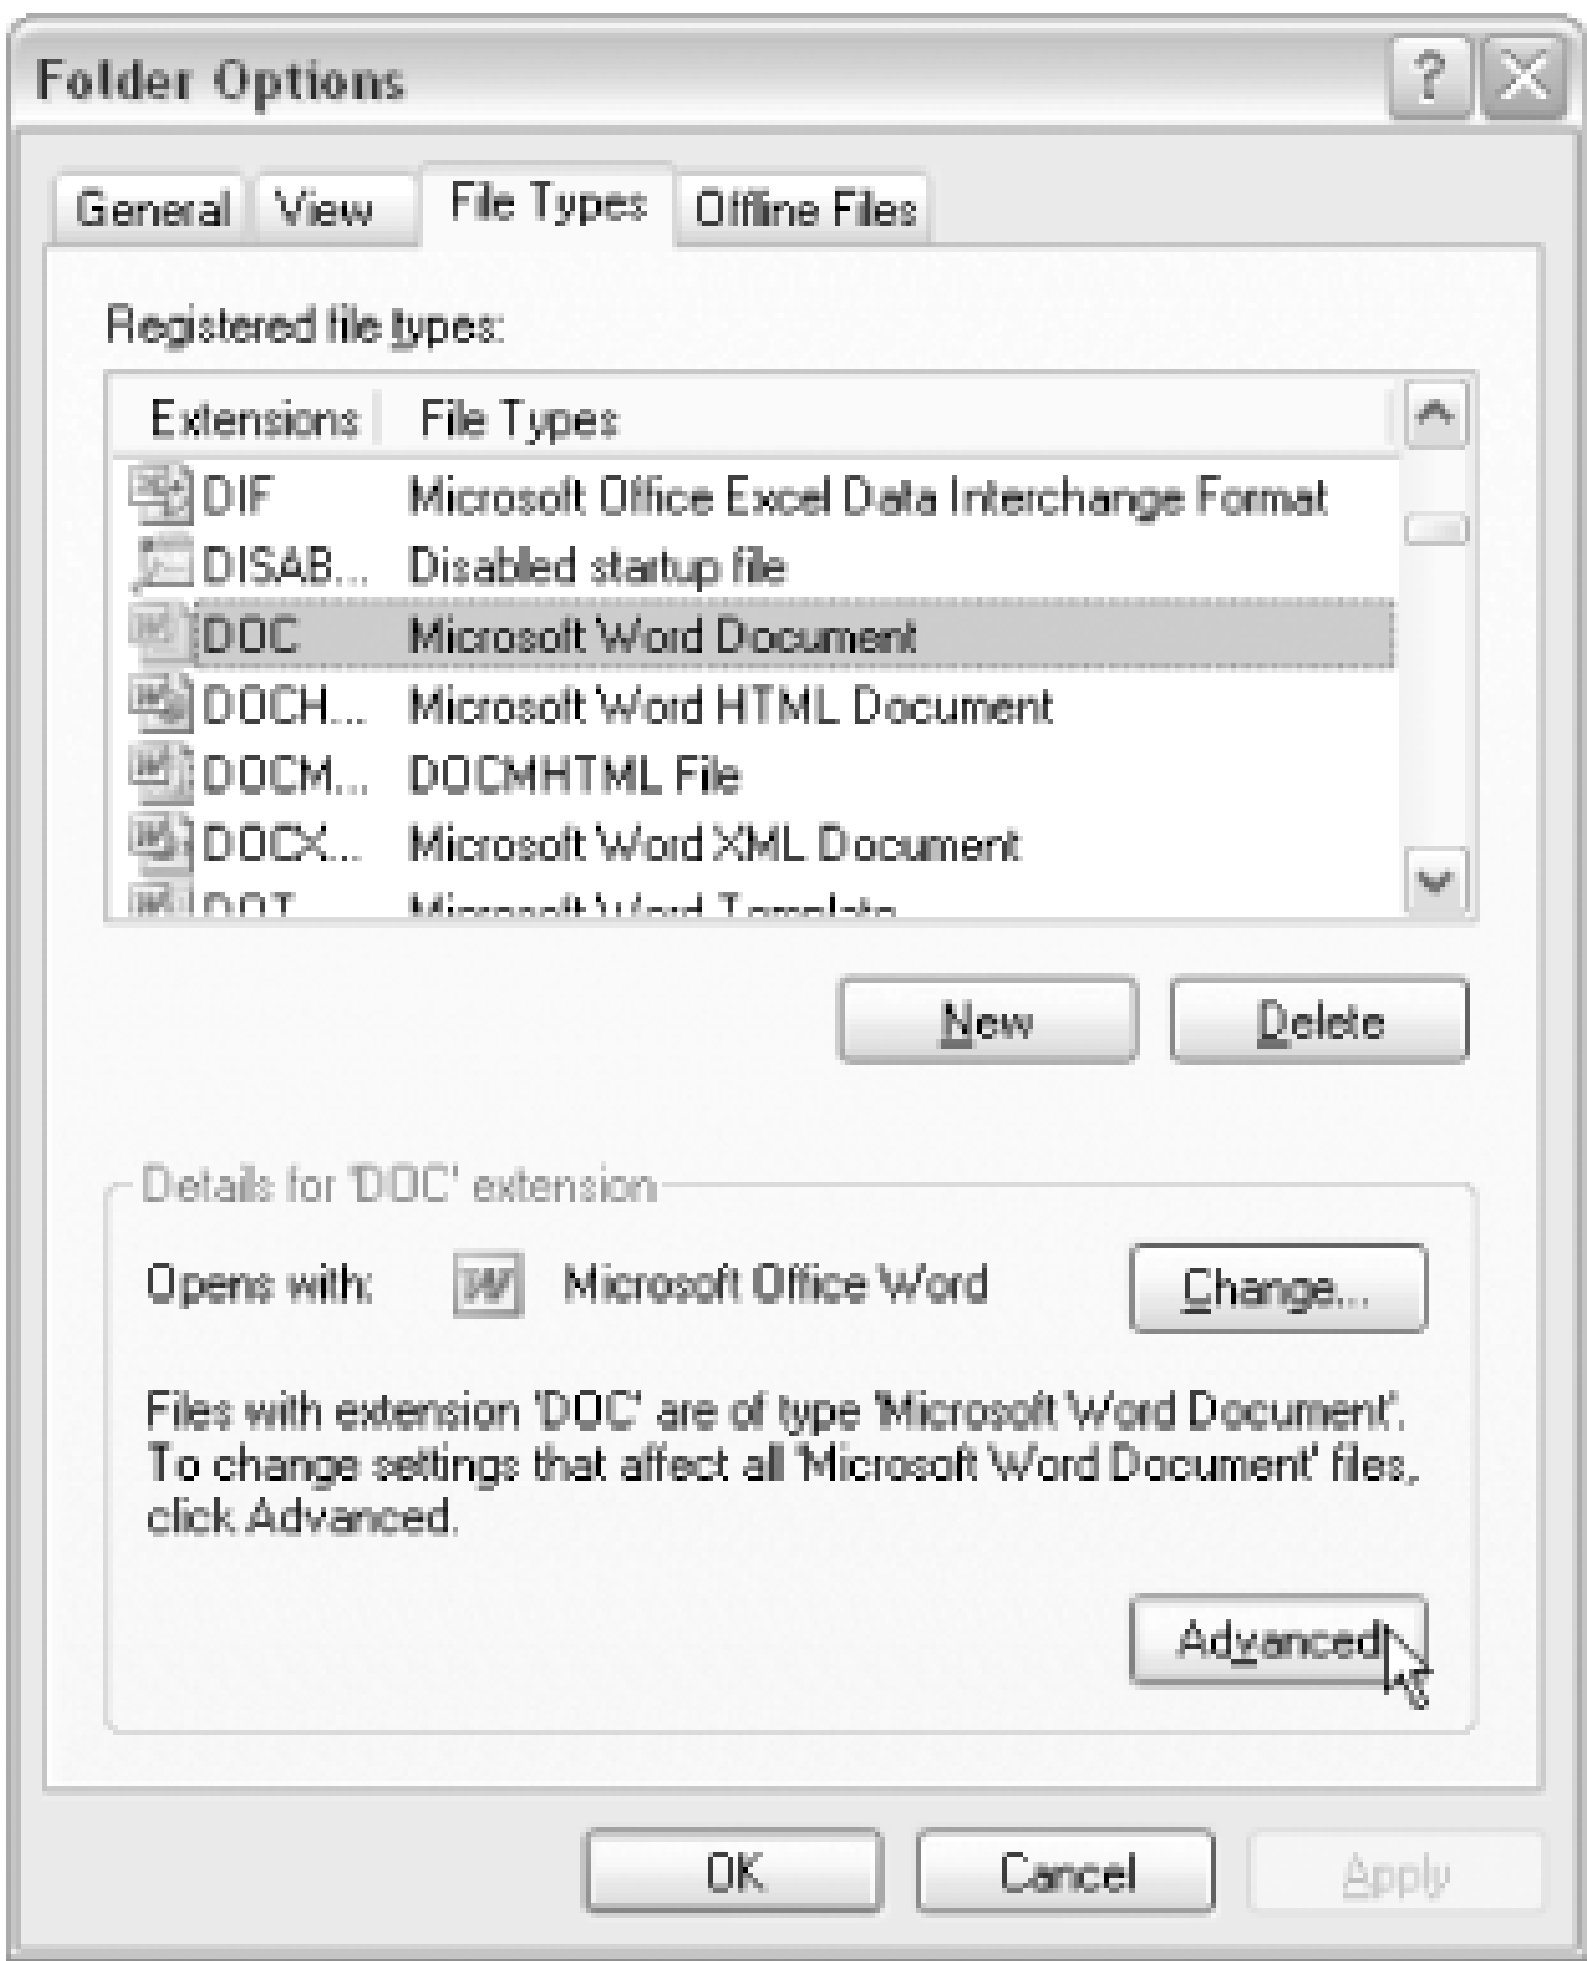 Folder Options
General View File Types Offline Files
Registered file types:
Extensions File Types
DIF Microsoft Office Excel Data Interchange Format
DISAB... Disabled startup file
DOC Microsoft Word Document
DOCH... Microsoft Word HTML Document
DOCM... DOCMHTML File
DOCX... Microsoft Word XML Document
DOT Microsoft Word Template
New Delete
Details for 'DOC' extension
Opens with: Microsoft Office Word Change...
Files with extension 'DOC' are of type 'Microsoft Word Document'.
To change settings that affect all 'Microsoft Word Document' files,
click Advanced.
Advanced
OK Cancel Apply